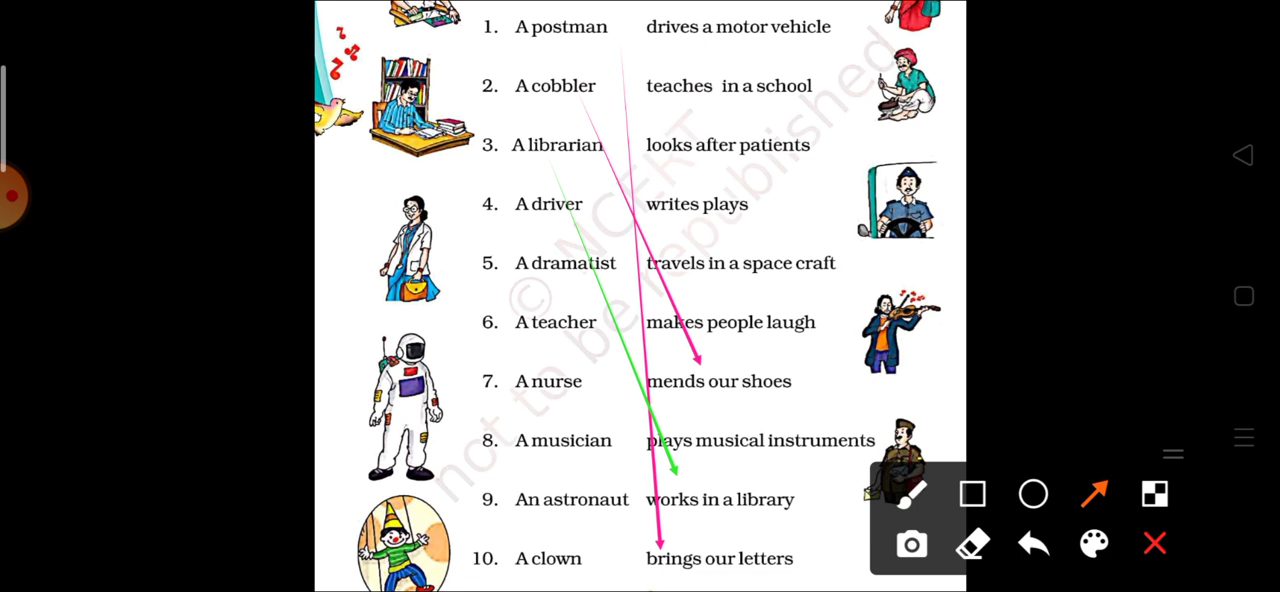 1. A postman drives a motor vehicle
2. A cobbler teaches in a school
3. A librarian looks after patients
4. A driver writes plays
5. A dramatist travels in a space craft
6. A teacher makes people laugh
7. A nurse mends our shoes
8. A musician plays musical instruments
9. An astronaut works in a library
10. A clown brings our letters
© NCERT
not to be republished